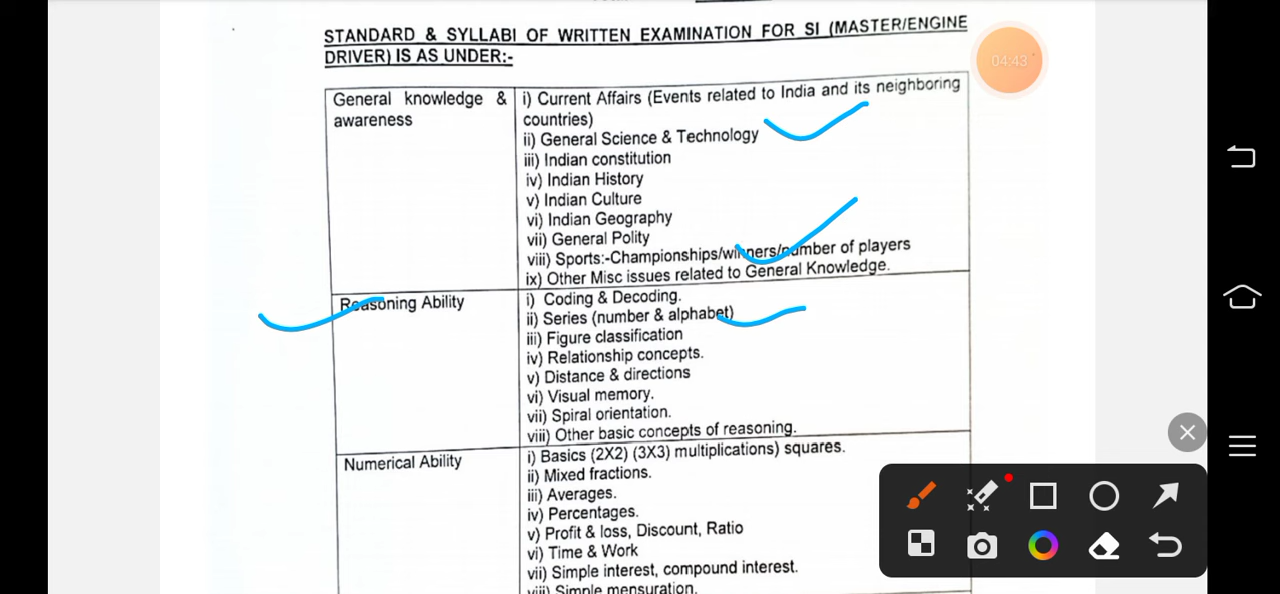 STANDARD & SYLLABI OF WRITTEN EXAMINATION FOR SI (MASTER/ENGINE
DRIVER) IS AS UNDER:-
04:43
General knowledge &
awareness
i) Current Affairs (Events related to India and its neighboring
countries)
ii) General Science & Technology
iii) Indian constitution
iv) Indian History
v) Indian Culture
vi) Indian Geography
vii) General Polity
viii) Sports:-Championships/winners/number of players
ix) Other Misc issues related to General Knowledge.
Reasoning Ability
i) Coding & Decoding.
ii) Series (number & alphabet)
iii) Figure classification
iv) Relationship concepts.
v) Distance & directions
vi) Visual memory.
vii) Spiral orientation.
viii) Other basic concepts of reasoning.
Numerical Ability
i) Basics (2X2) (3X3) multiplications) squares.
ii) Mixed fractions.
iii) Averages.
iv) Percentages.
v) Profit & loss, Discount, Ratio
vi) Time & Work
vii) Simple interest, compound interest.
viii) Simple mensuration.